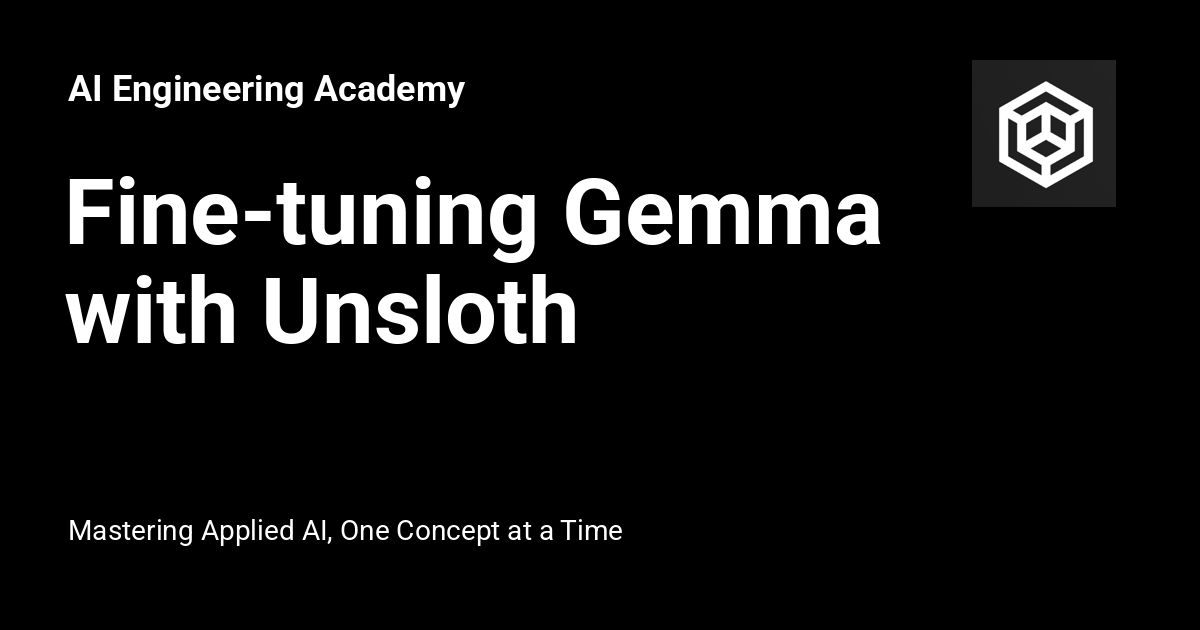 AI Engineering Academy
Fine-tuning Gemma
with Unsloth
Mastering Applied AI, One Concept at a Time